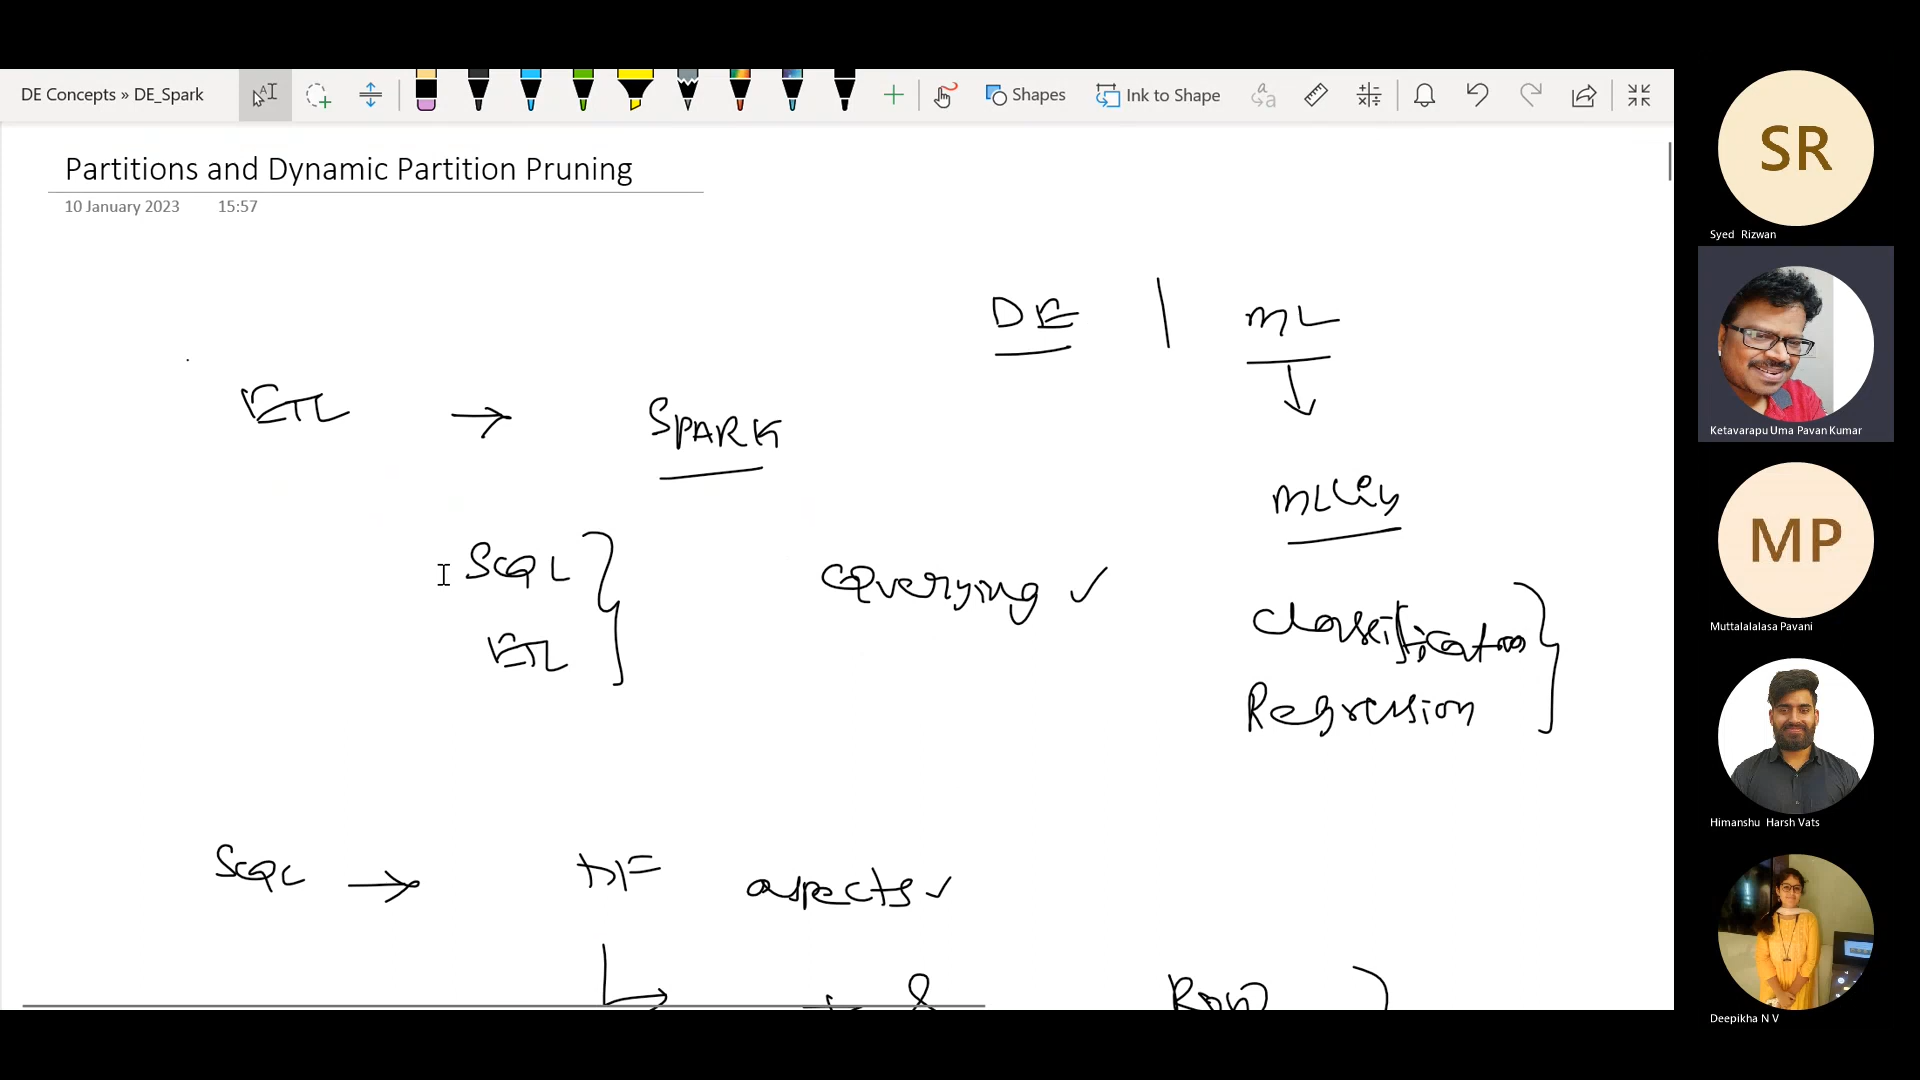 DE Concepts » DE_Spark
Shapes
Ink to Shape
Partitions and Dynamic Partition Pruning
10 January 2023 15:57
DE | ML
ETL → SPARK
MLlib
SQL
Querying ✓
ETL
Classification
Regression
SQL → DF aspects ✓
Row
SR
Syed Rizwan
Ketavarapu Uma Pavan Kumar
MP
Muttalalalasa Pavani
Himanshu Harsh Vats
Deepikha N V